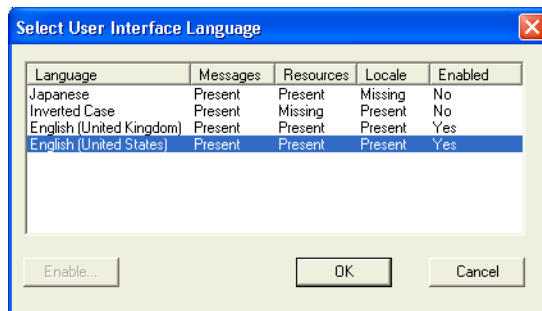 Select User Interface Language
Language Messages Resources Locale Enabled
Japanese Present Present Missing No
Inverted Case Present Missing Present No
English (United Kingdom) Present Present Present Yes
English (United States) Present Present Present Yes
Enable... OK Cancel